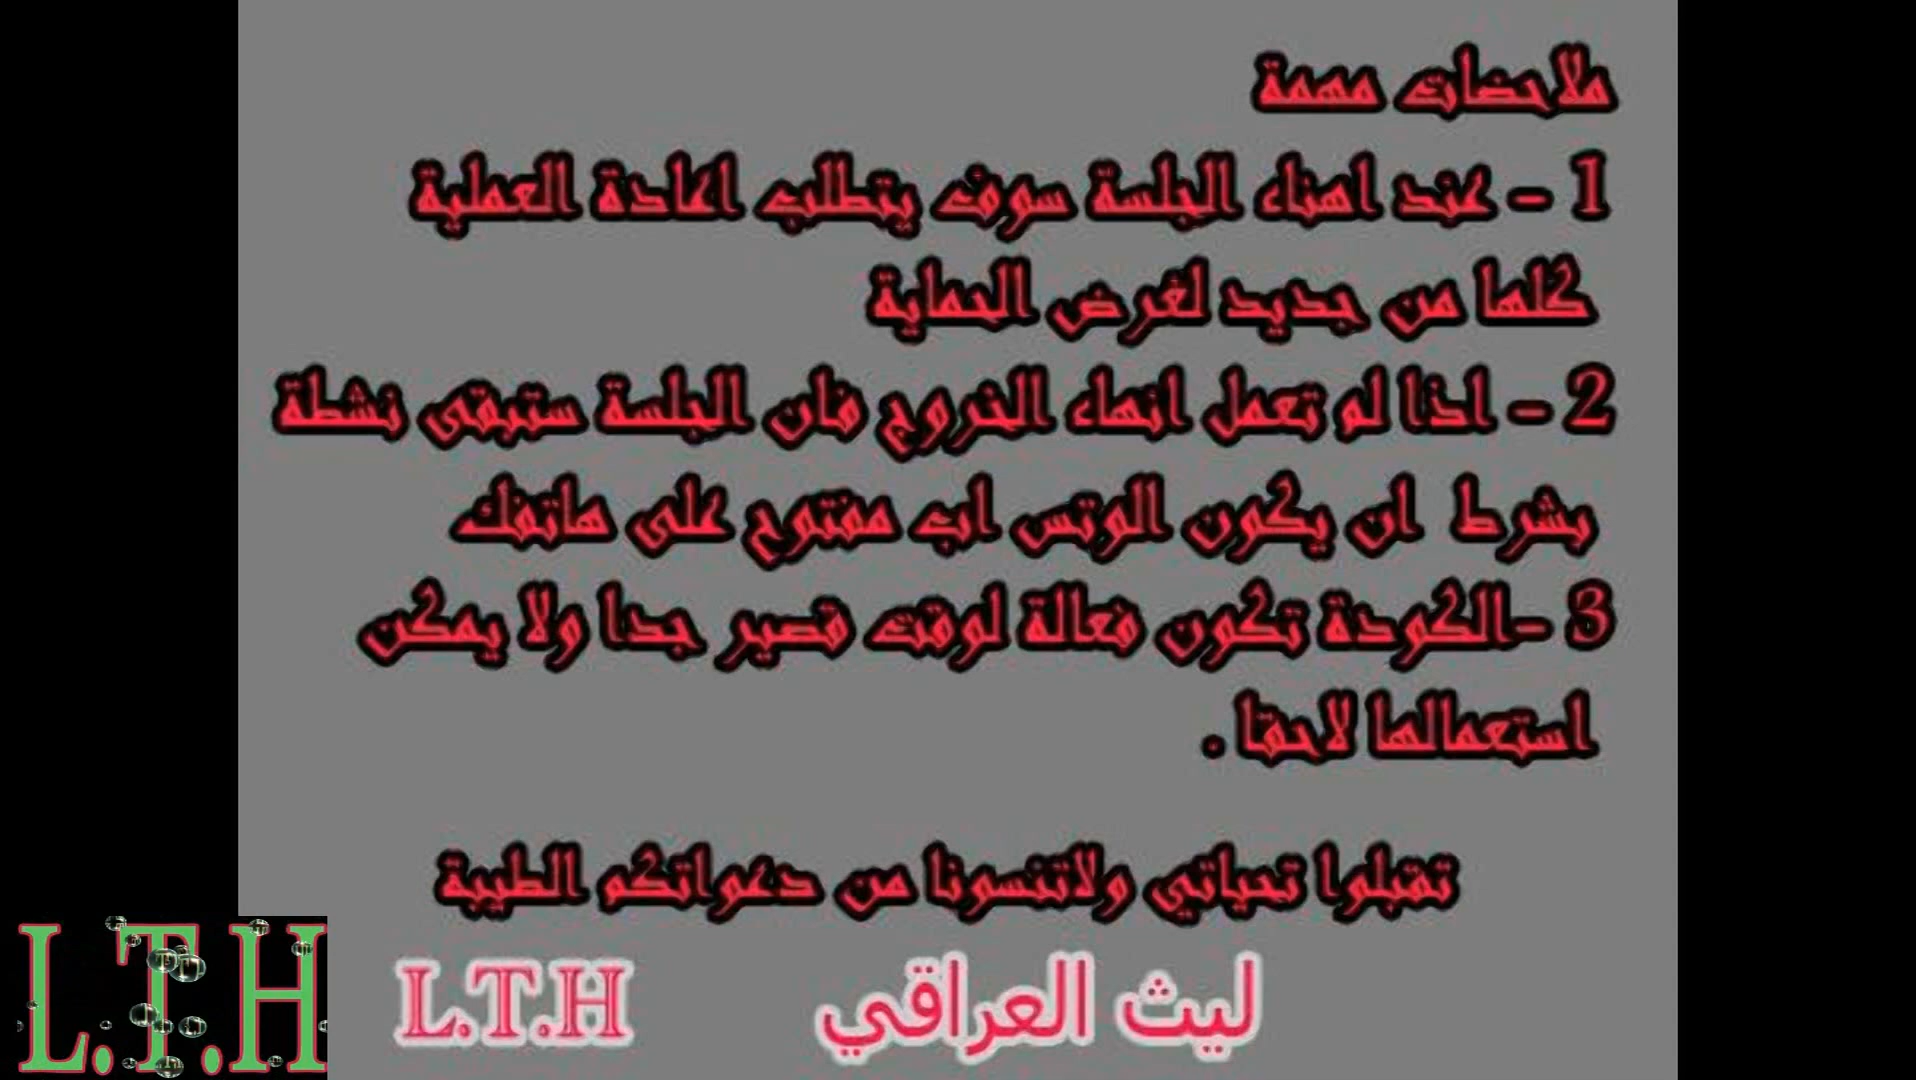 ملاحضات مهمة
1 - عند اهناء الجلسة سوف يتطلب اعادة العملية
كلها من جديد لغرض الحماية
2 - اذا لم تعمل انهاء الخروج فان الجلسة ستبقى نشطة
بشرط ان يكون الوتس اب مفتوح على هاتفك
3 -الكودة تكون فعالة لوقت قصير جدا ولا يمكن
استعمالها لاحقا .
تقبلوا تحياتي ولاتنسونا من دعواتكم الطيبة
ليث العراقي L.T.H
L.T.H